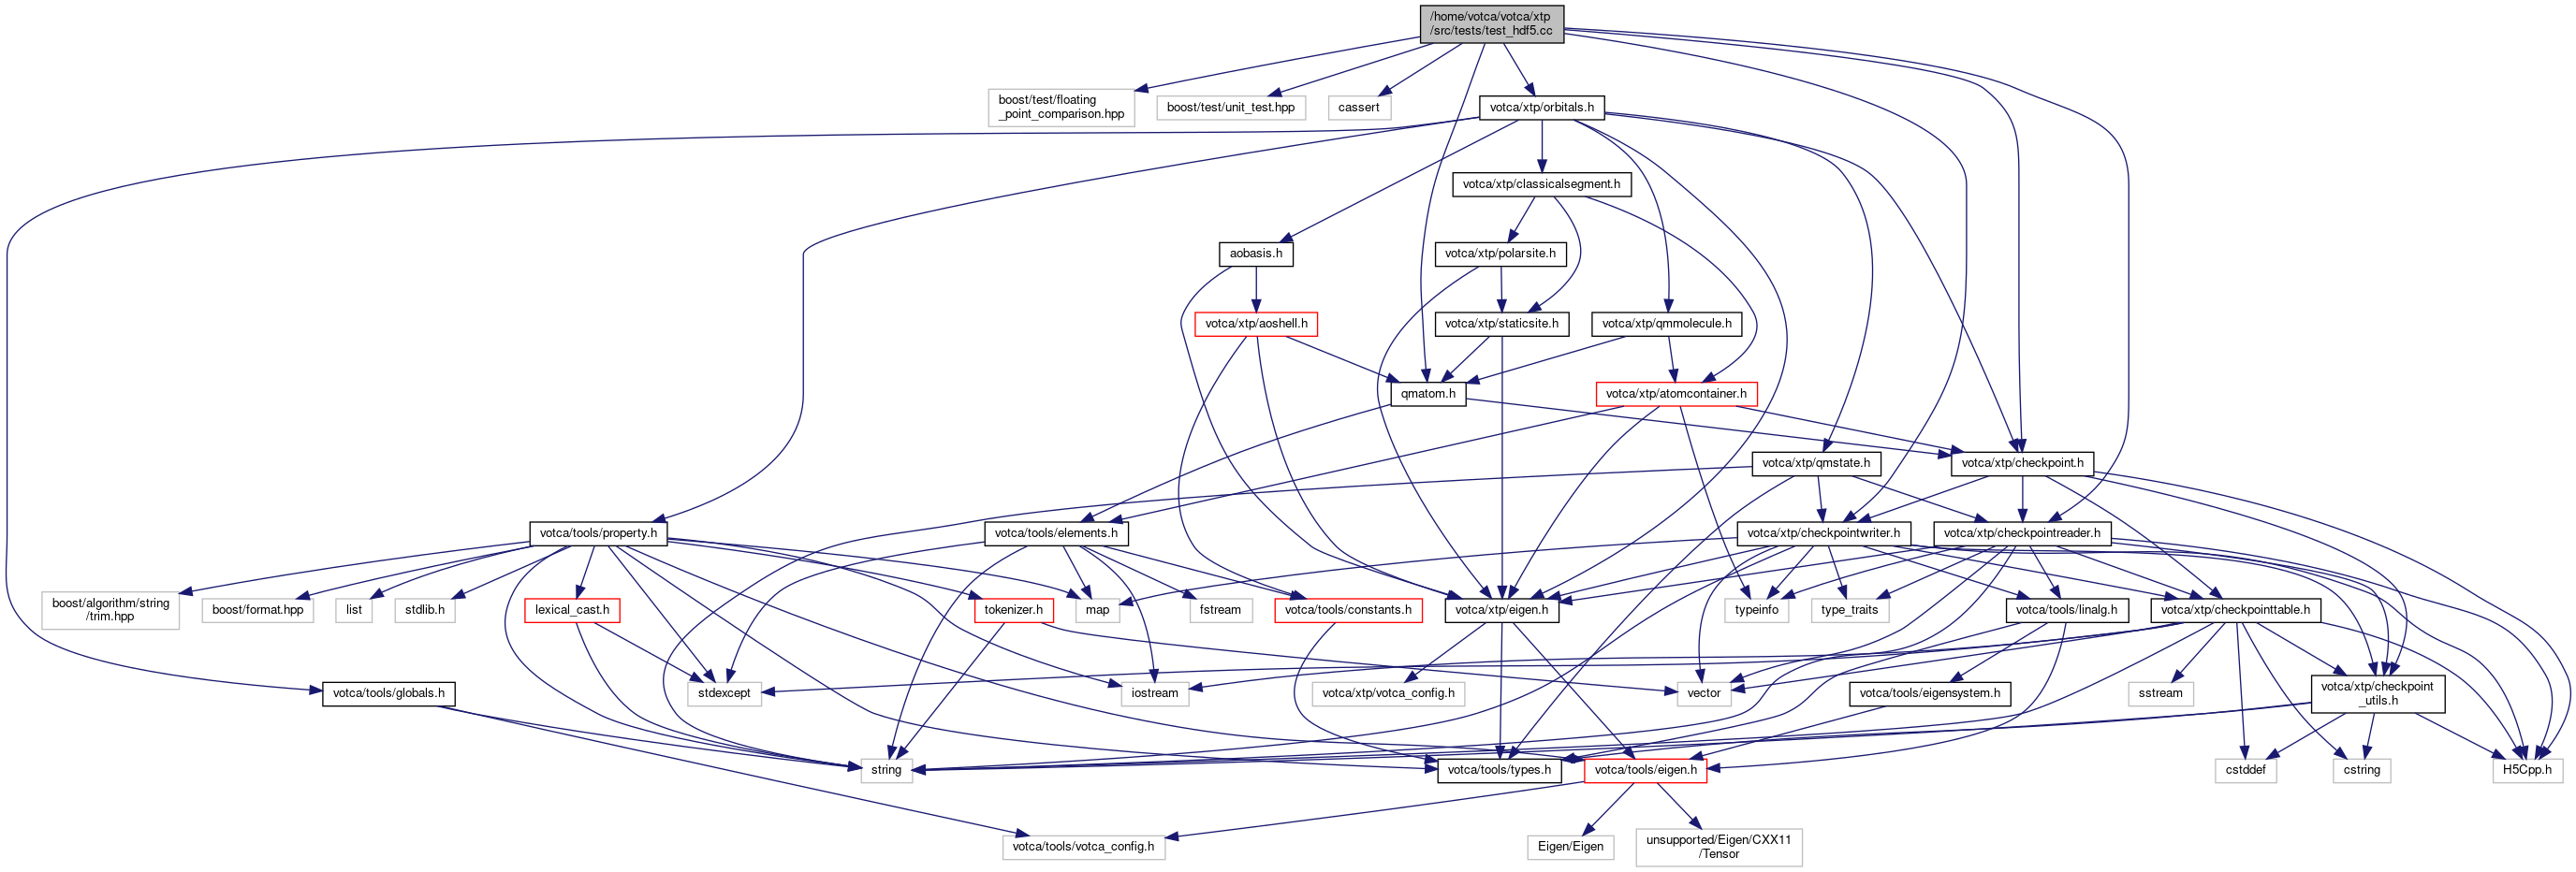 /home/votca/votca/xtp
/src/tests/test_hdf5.cc
boost/test/floating
_point_comparison.hpp
boost/test/unit_test.hpp
cassert
votca/xtp/orbitals.h
votca/xtp/classicalsegment.h
aobasis.h
votca/xtp/polarsite.h
votca/xtp/aoshell.h
votca/xtp/staticsite.h
votca/xtp/qmmolecule.h
qmatom.h
votca/xtp/atomcontainer.h
votca/xtp/qmstate.h
votca/xtp/checkpoint.h
votca/tools/property.h
votca/tools/elements.h
votca/xtp/checkpointwriter.h
votca/xtp/checkpointreader.h
boost/algorithm/string
/trim.hpp
boost/format.hpp
list
stdlib.h
lexical_cast.h
tokenizer.h
map
fstream
votca/tools/constants.h
votca/xtp/eigen.h
typeinfo
type_traits
votca/tools/linalg.h
votca/xtp/checkpointtable.h
votca/tools/globals.h
stdexcept
iostream
vector
votca/xtp/votca_config.h
votca/tools/eigensystem.h
sstream
votca/xtp/checkpoint
_utils.h
string
votca/tools/types.h
votca/tools/eigen.h
cstddef
cstring
H5Cpp.h
votca/tools/votca_config.h
Eigen/Eigen
unsupported/Eigen/CXX11
/Tensor